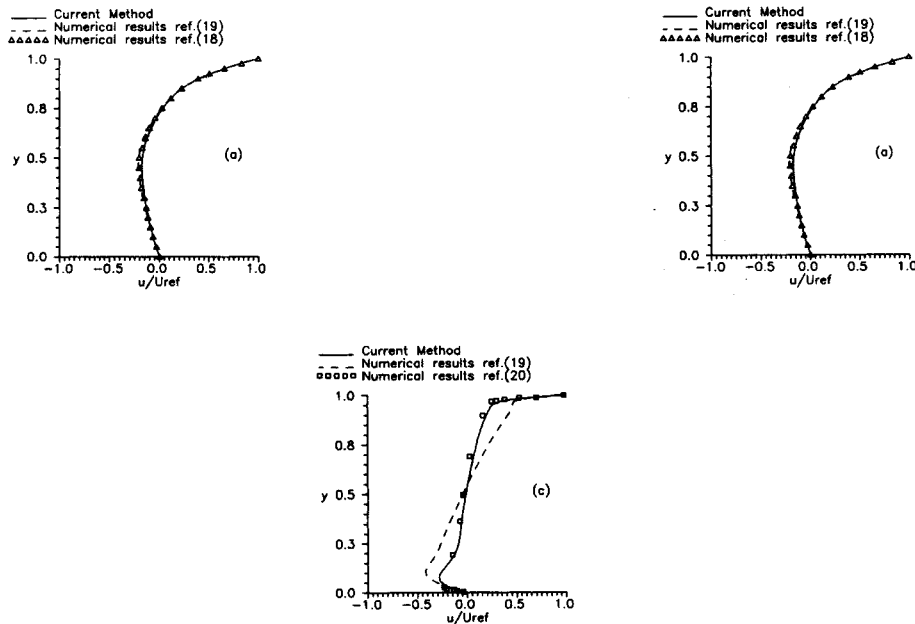 Current Method
Numerical results ref.(19)
Numerical results ref.(18)
1.0
0.8
y 0.5
0.3
0.0
(a)
-1.0 -0.5 0.0 0.5 1.0
u/Uref
Current Method
Numerical results ref.(19)
Numerical results ref.(18)
1.0
0.8
y 0.5
0.3
0.0
(a)
-1.0 -0.5 0.0 0.5 1.0
u/Uref
Current Method
Numerical results ref.(19)
Numerical results ref.(20)
1.0
0.8
y 0.5
0.3
0.0
(c)
-1.0 -0.5 0.0 0.5 1.0
u/Uref